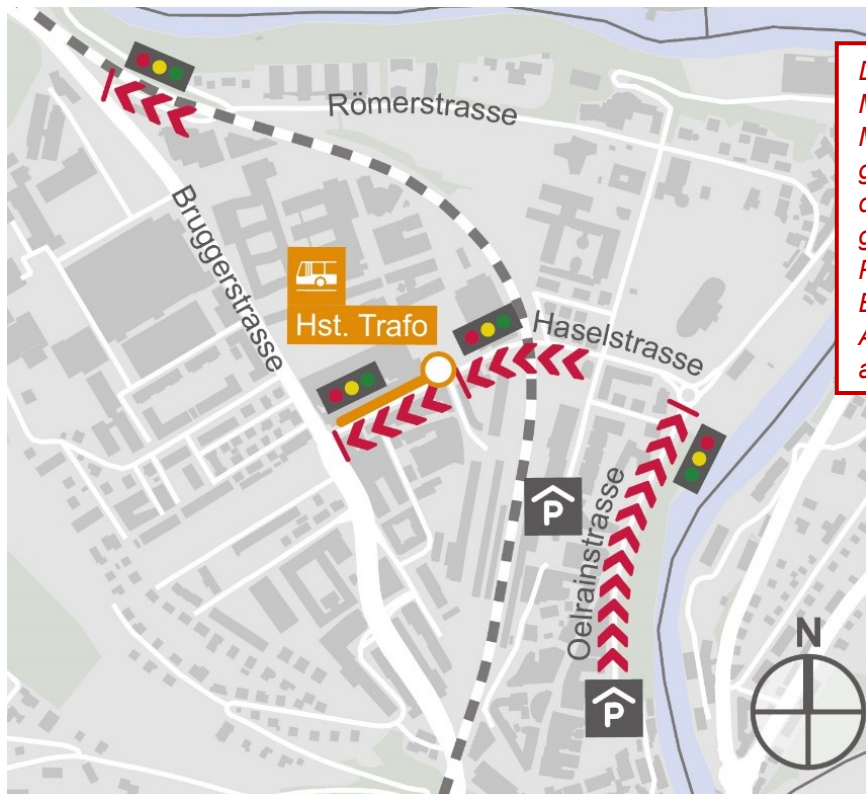 Römerstrasse
Bruggerstrasse
Hst. Trafo
Haselstrasse
P
Oelrainstrasse
N
P